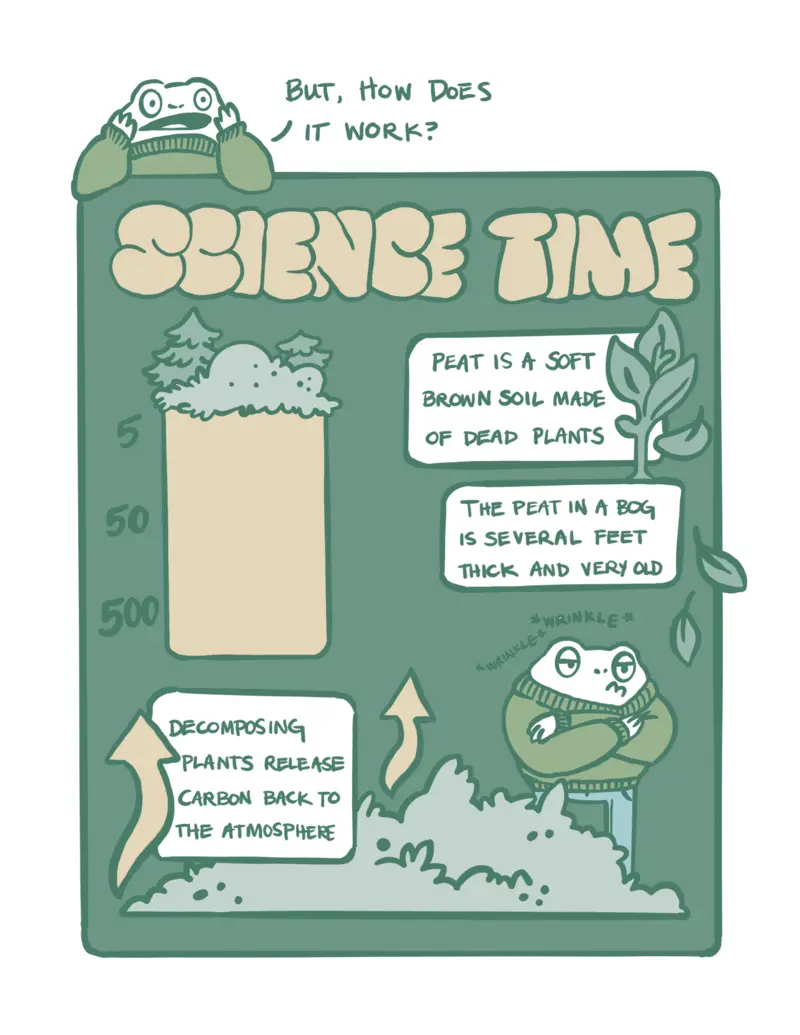 BUT, HOW DOES
IT WORK?
SCIENCE TIME
5
50
500
PEAT IS A SOFT
BROWN SOIL MADE
OF DEAD PLANTS
THE PEAT IN A BOG
IS SEVERAL FEET
THICK AND VERY OLD
*WRINKLE*
*WRINKLE*
DECOMPOSING
PLANTS RELEASE
CARBON BACK TO
THE ATMOSPHERE